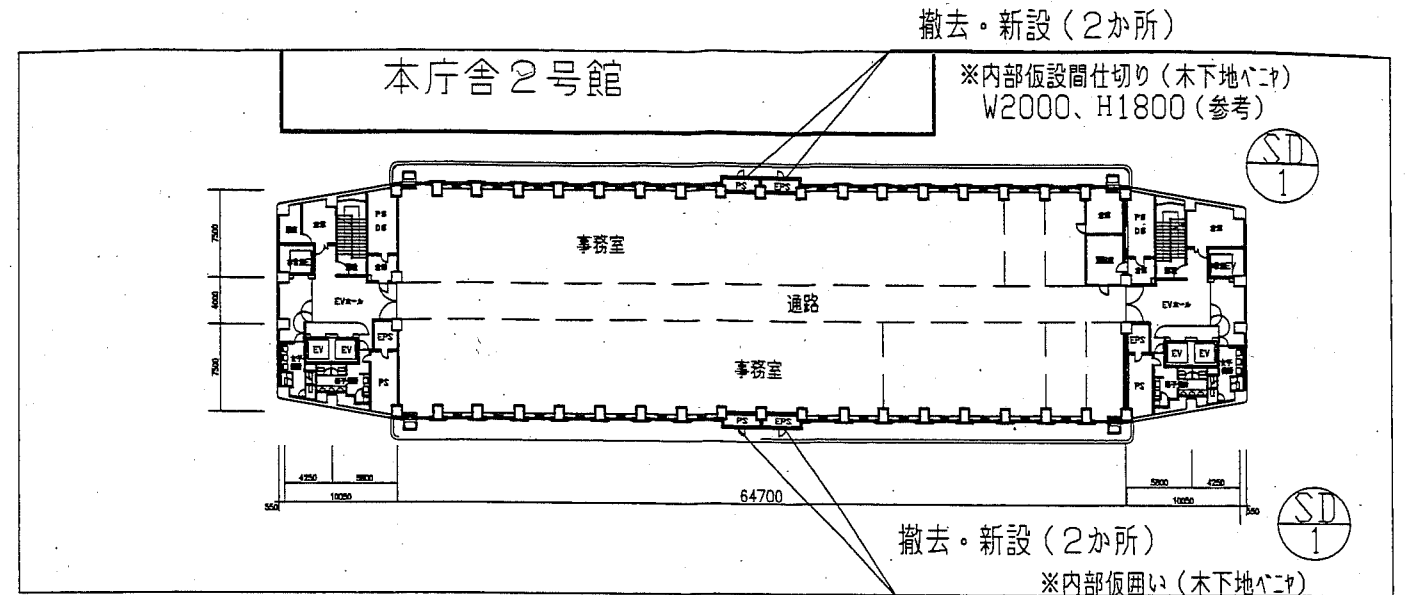 撤去・新設(2か所)
本庁舎2号館
※内部仮設間仕切り(木下地ベニヤ)
W2000、H1800(参考)
SD
1
PS
EPS
PS
DS
PS
DS
7500
4000
7500
事務室
通路
事務室
EVホール
EVホール
EPS
EPS
EV
EV
EV
EV
PS
PS
PS
EPS
4250
5800
10050
550
64700
5800
4250
10050
550
撤去・新設(2か所)
SD
1
※内部仮囲い(木下地ベニヤ)